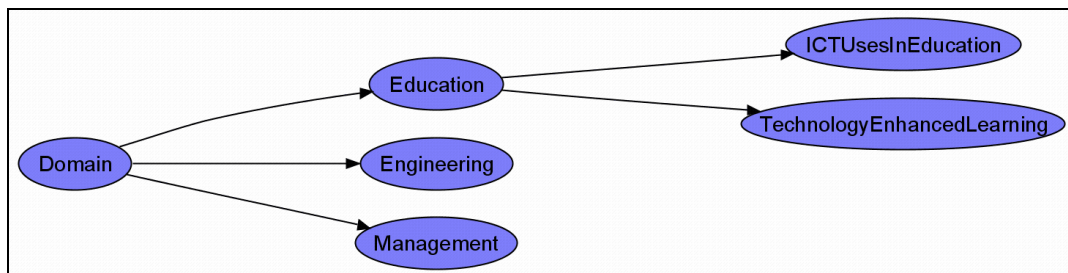 ICTUsesInEducation
Education
TechnologyEnhancedLearning
Domain
Engineering
Management